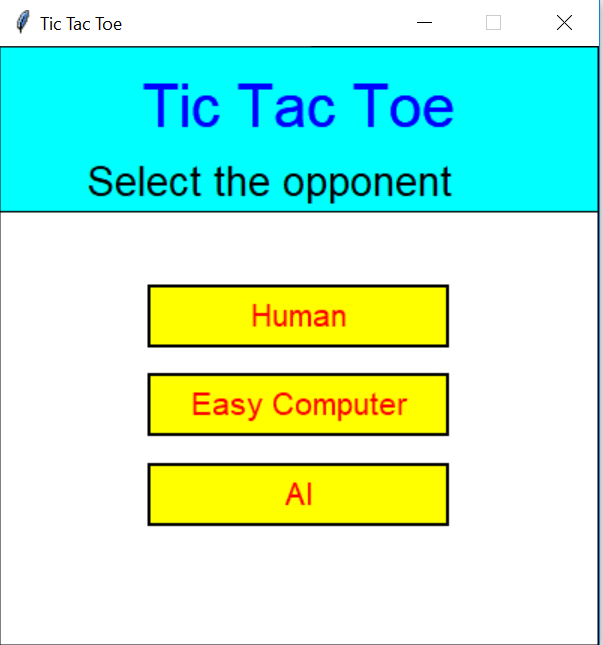 Tic Tac Toe
Tic Tac Toe
Select the opponent
Human
Easy Computer
AI